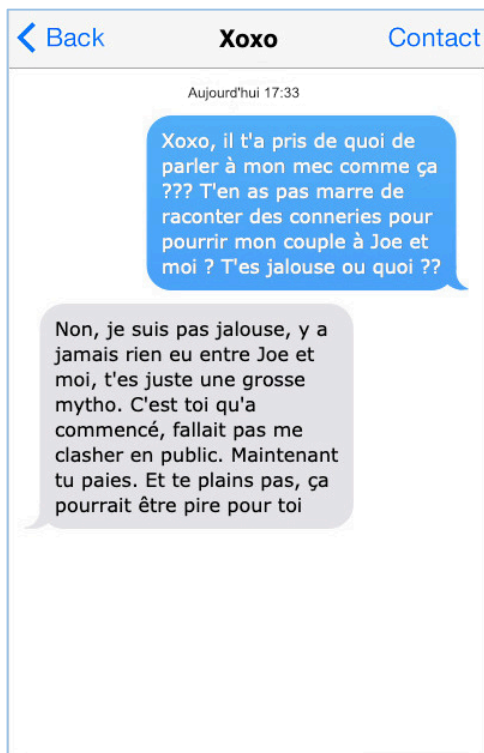 Back Xoxo Contact
Aujourd'hui 17:33
Xoxo, il t'a pris de quoi de
parler à mon mec comme ça
??? T'en as pas marre de
raconter des conneries pour
pourrir mon couple à Joe et
moi ? T'es jalouse ou quoi ??
Non, je suis pas jalouse, y a
jamais rien eu entre Joe et
moi, t'es juste une grosse
mytho. C'est toi qu'a
commencé, fallait pas me
clasher en public. Maintenant
tu paies. Et te plains pas, ça
pourrait être pire pour toi